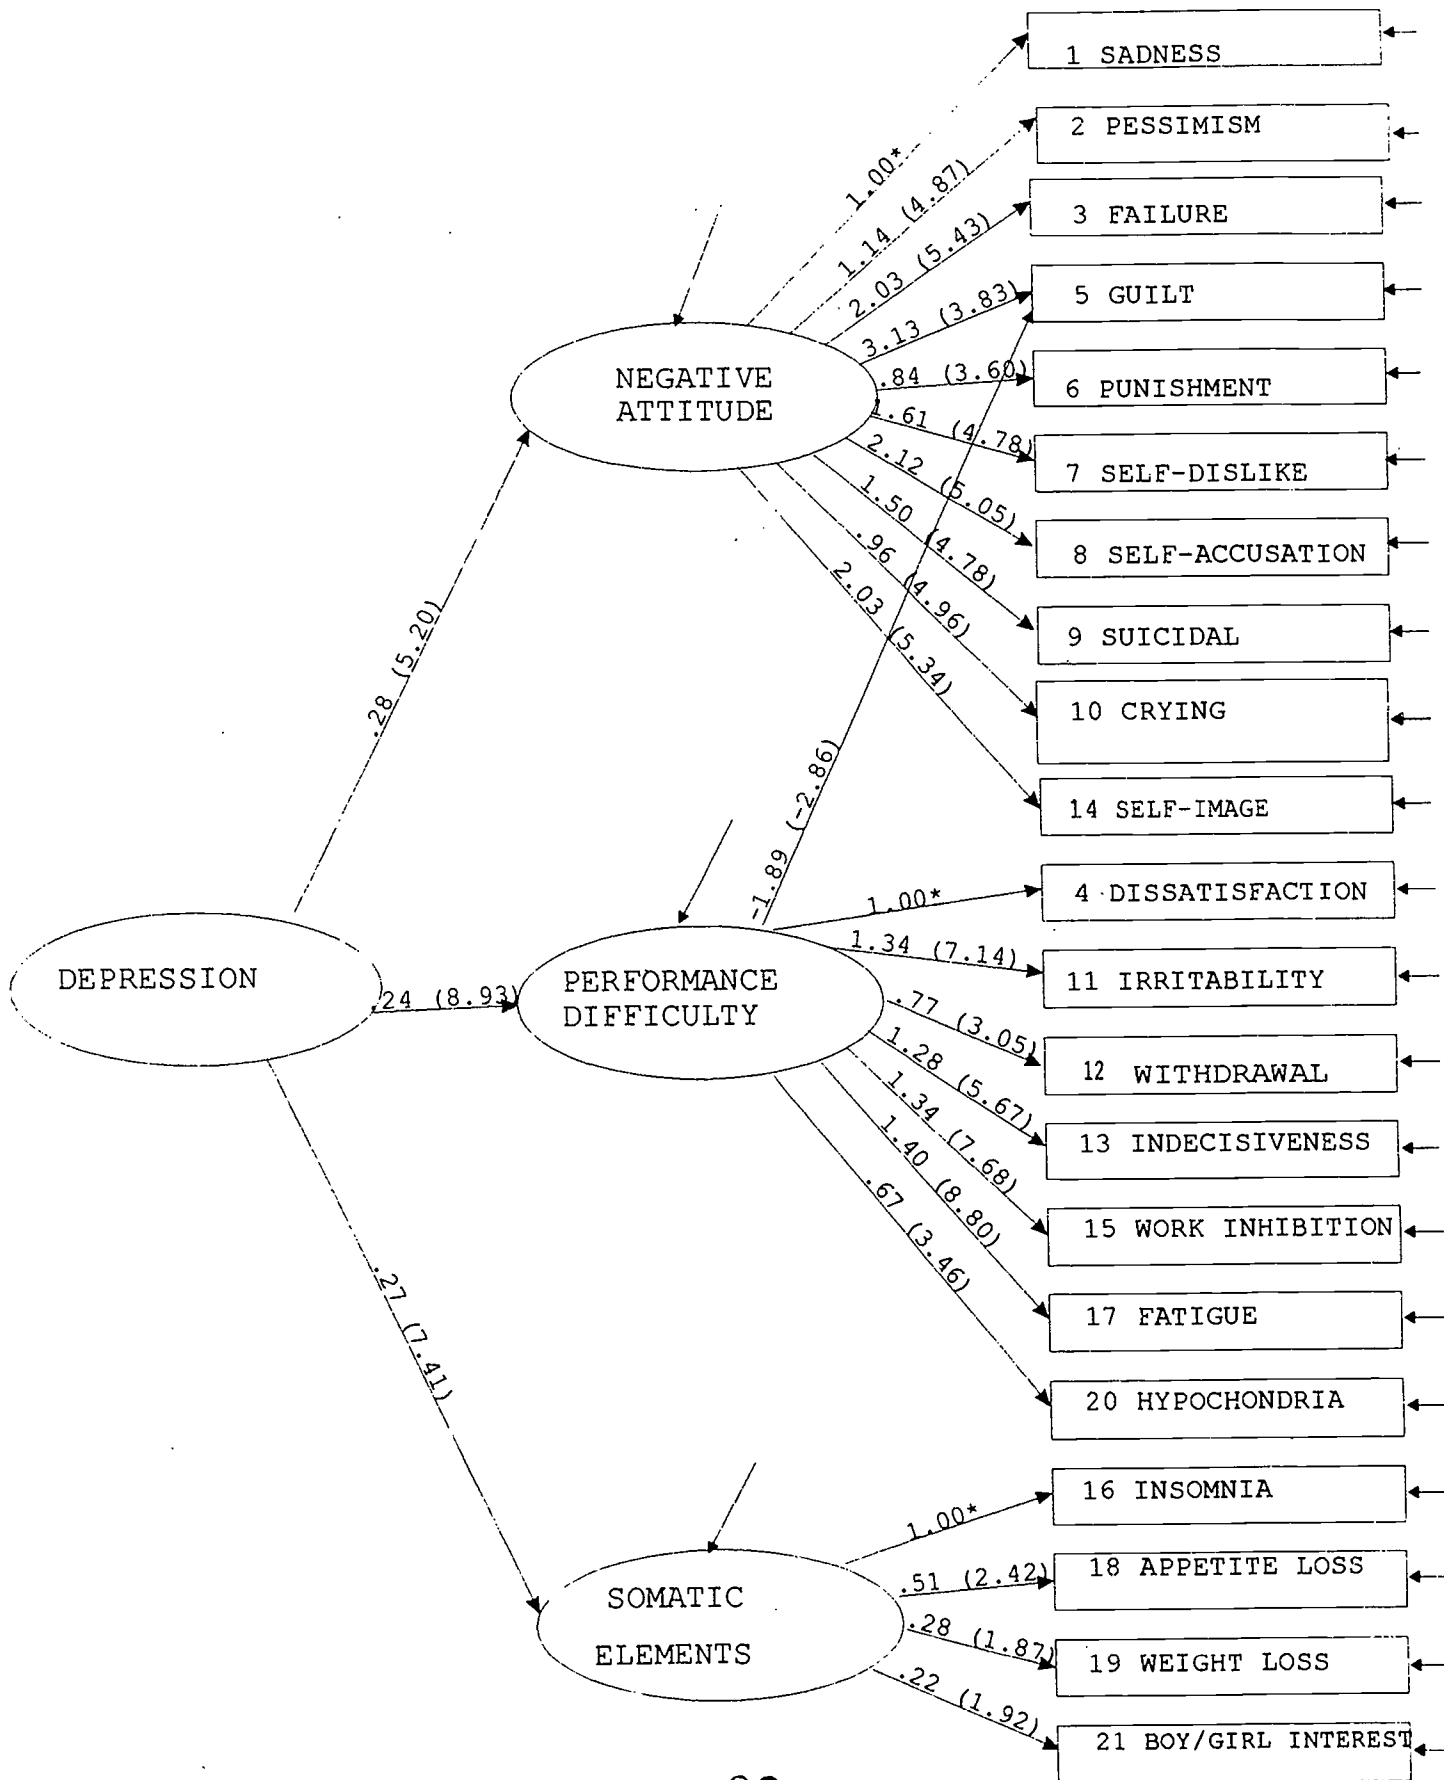 1 SADNESS
2 PESSIMISM
3 FAILURE
5 GUILT
6 PUNISHMENT
7 SELF-DISLIKE
8 SELF-ACCUSATION
9 SUICIDAL
10 CRYING
14 SELF-IMAGE
4 DISSATISFACTION
11 IRRITABILITY
12 WITHDRAWAL
13 INDECISIVENESS
15 WORK INHIBITION
17 FATIGUE
20 HYPOCHONDRIA
16 INSOMNIA
18 APPETITE LOSS
19 WEIGHT LOSS
21 BOY/GIRL INTEREST
NEGATIVE
ATTITUDE
1.00*
1.14 (4.87)
2.03 (5.43)
3.13 (3.83)
.84 (3.60)
1.61 (4.78)
2.12 (5.05)
1.50 (4.78)
.96 (4.96)
2.03 (5.34)
.28 (5.20)
-1.89 (-2.86)
DEPRESSION
.24 (8.93)
PERFORMANCE
DIFFICULTY
1.00*
1.34 (7.14)
.77 (3.05)
1.28 (5.67)
1.34 (7.68)
1.40 (8.80)
.67 (3.46)
.27 (7.41)
SOMATIC
ELEMENTS
1.00*
.51 (2.42)
.28 (1.87)
.22 (1.92)